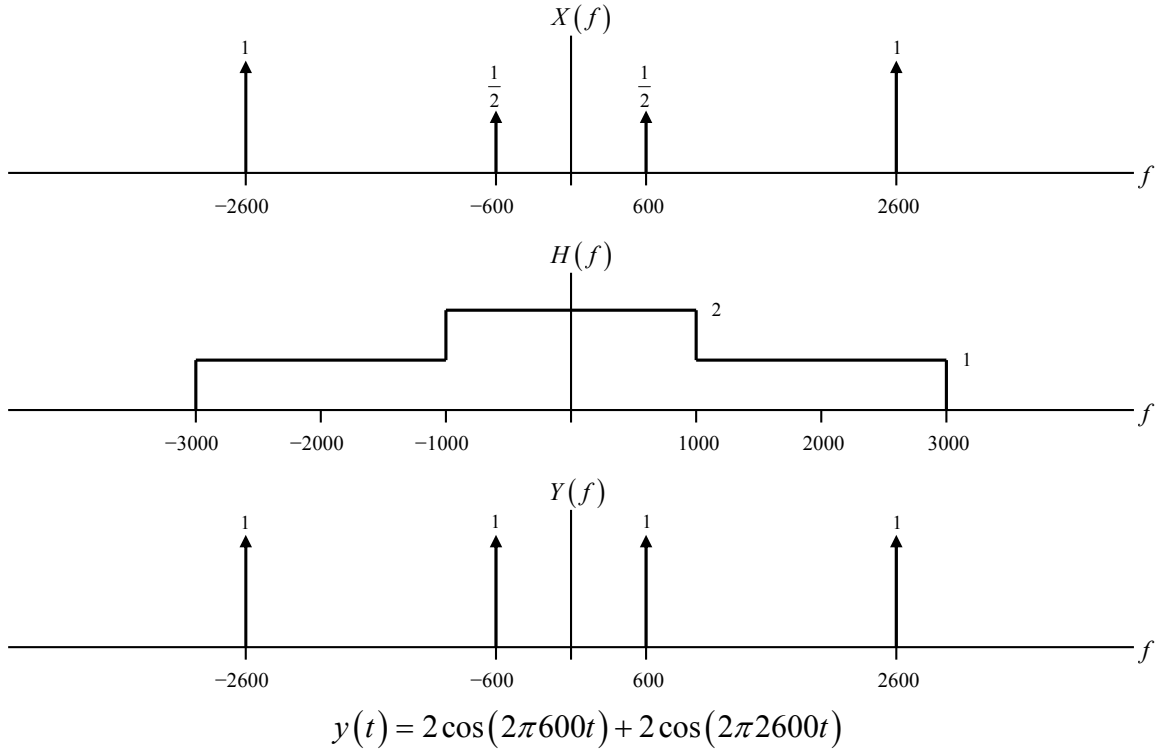 X(f)
1 1/2 1/2 1
f
−2600 −600 600 2600
H(f)
2
1
f
−3000 −2000 −1000 1000 2000 3000
Y(f)
1 1 1 1
f
−2600 −600 600 2600
y(t) = 2cos(2π600t) + 2cos(2π2600t)